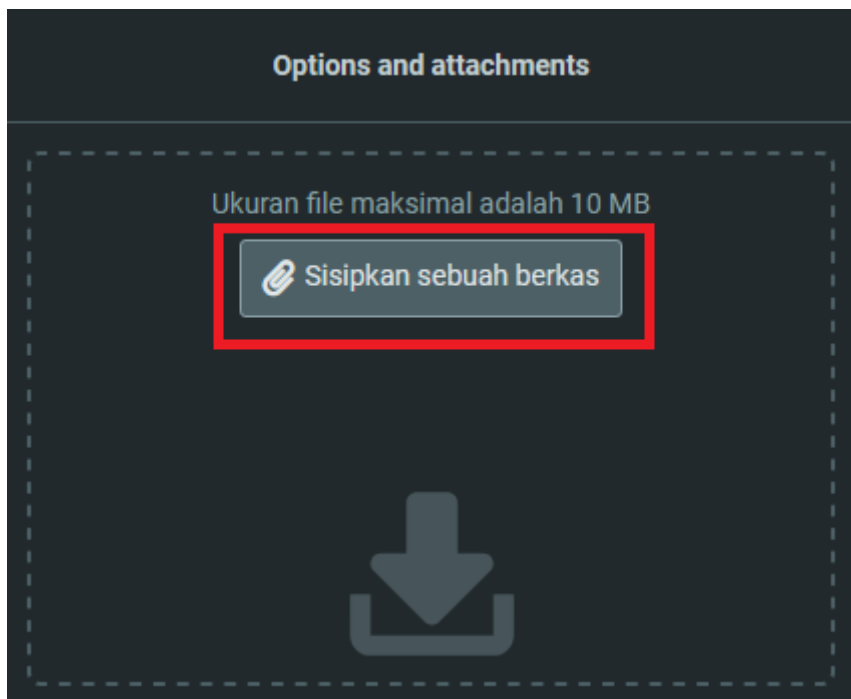 Options and attachments
Ukuran file maksimal adalah 10 MB
Sisipkan sebuah berkas